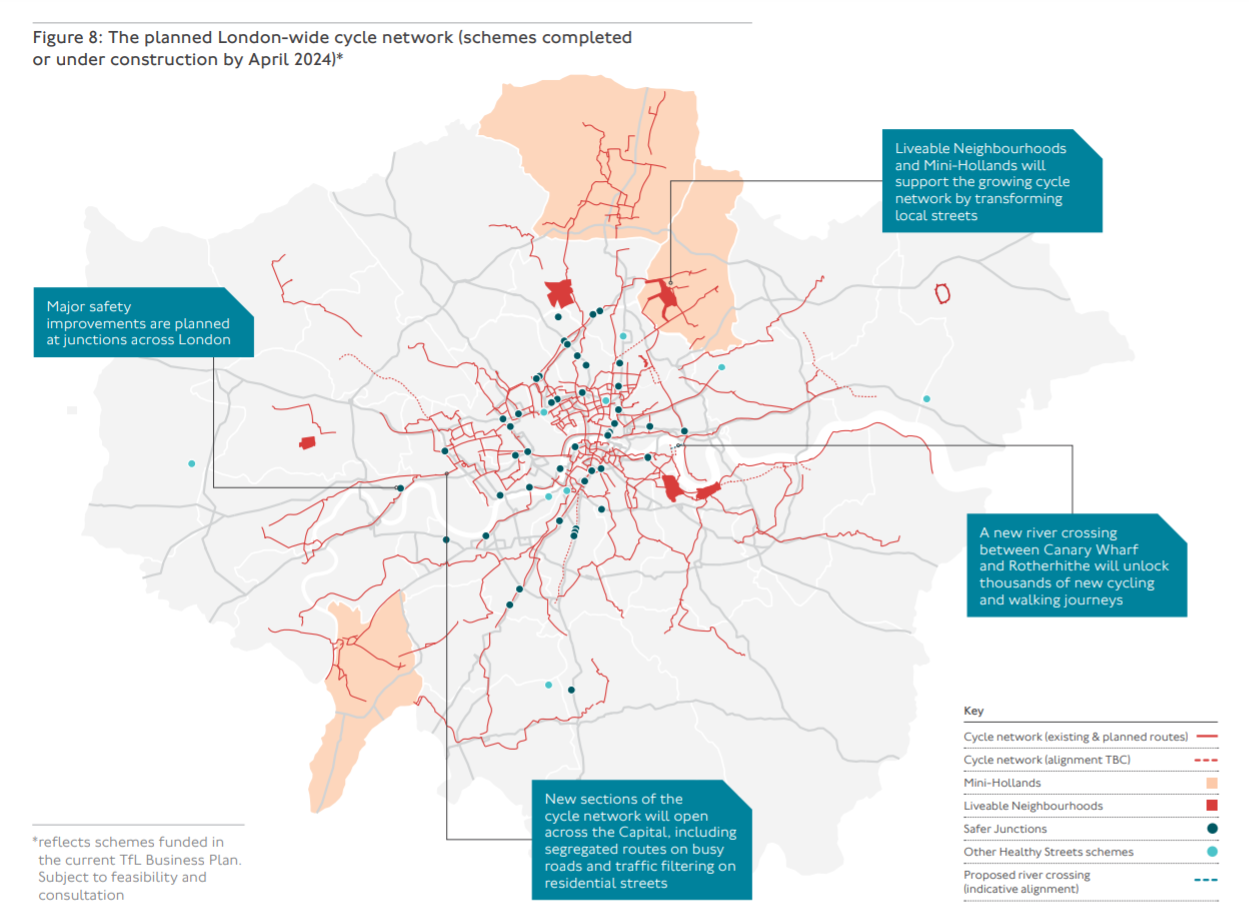 Figure 8: The planned London-wide cycle network (schemes completed
or under construction by April 2024)*
Liveable Neighbourhoods
and Mini-Hollands will
support the growing cycle
network by transforming
local streets
Major safety
improvements are planned
at junctions across London
A new river crossing
between Canary Wharf
and Rotherhithe will unlock
thousands of new cycling
and walking journeys
New sections of the
cycle network will open
across the Capital, including
segregated routes on busy
roads and traffic filtering on
residential streets
Key
Cycle network (existing & planned routes)
Cycle network (alignment TBC)
Mini-Hollands
Liveable Neighbourhoods
Safer Junctions
Other Healthy Streets schemes
Proposed river crossing
(indicative alignment)
*reflects schemes funded in
the current TfL Business Plan.
Subject to feasibility and
consultation